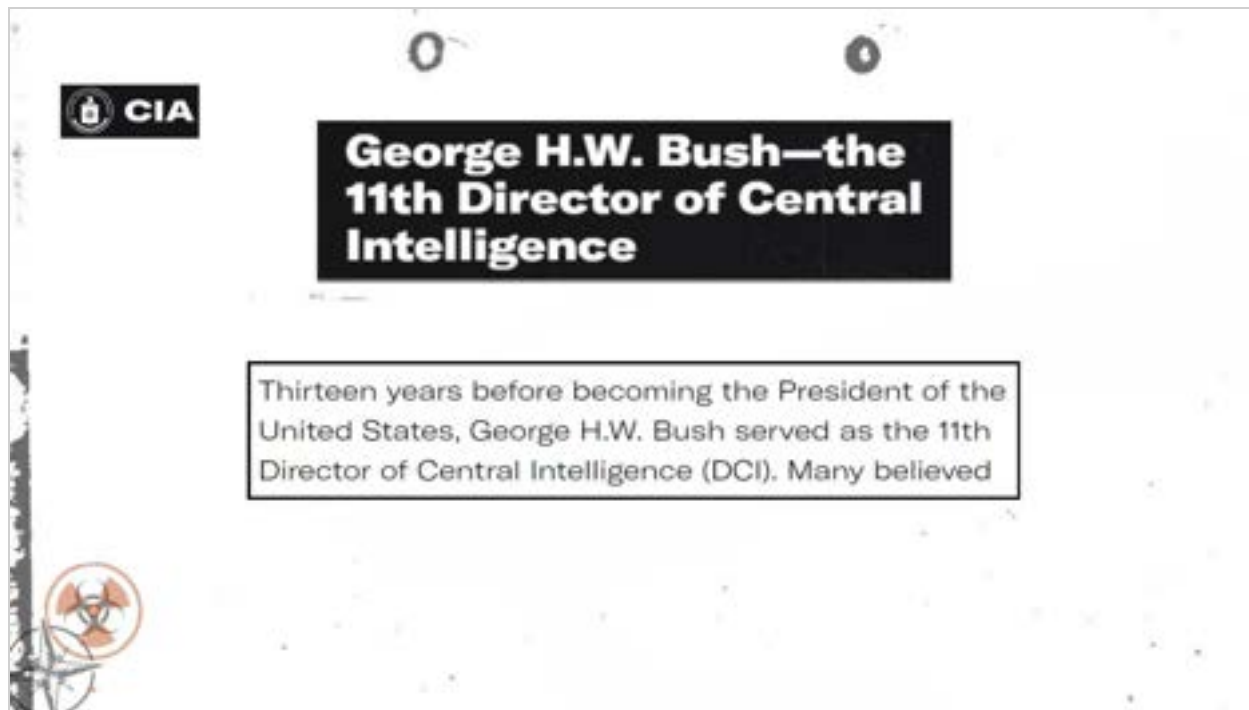 CIA
George H.W. Bush—the
11th Director of Central
Intelligence
Thirteen years before becoming the President of the
United States, George H.W. Bush served as the 11th
Director of Central Intelligence (DCI). Many believed